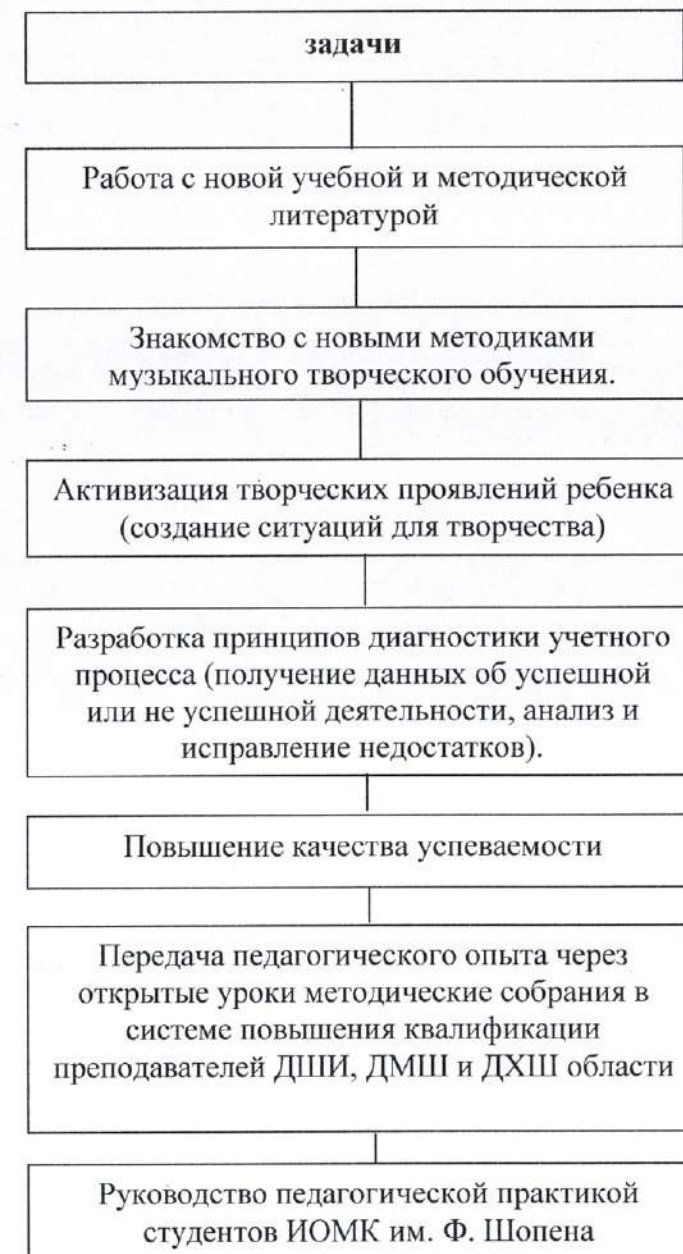 задачи
Работа с новой учебной и методической
литературой
Знакомство с новыми методиками
музыкального творческого обучения.
Активизация творческих проявлений ребенка
(создание ситуаций для творчества)
Разработка принципов диагностики учетного
процесса (получение данных об успешной
или не успешной деятельности, анализ и
исправление недостатков).
Повышение качества успеваемости
Передача педагогического опыта через
открытые уроки методические собрания в
системе повышения квалификации
преподавателей ДШИ, ДМШ и ДХШ области
Руководство педагогической практикой
студентов ИОМК им. Ф. Шопена